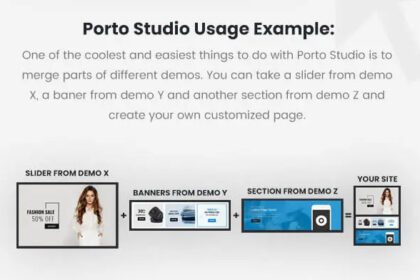 Porto Studio Usage Example:
One of the coolest and easiest things to do with Porto Studio is to
merge parts of different demos. You can take a slider from demo
X, a baner from demo Y and another section from demo Z and
create your own customized page.
SLIDER FROM DEMO X
BANNERS FROM DEMO Y
SECTION FROM DEMO Z
YOUR SITE
FASHION SALE
50% OFF
+
+
=